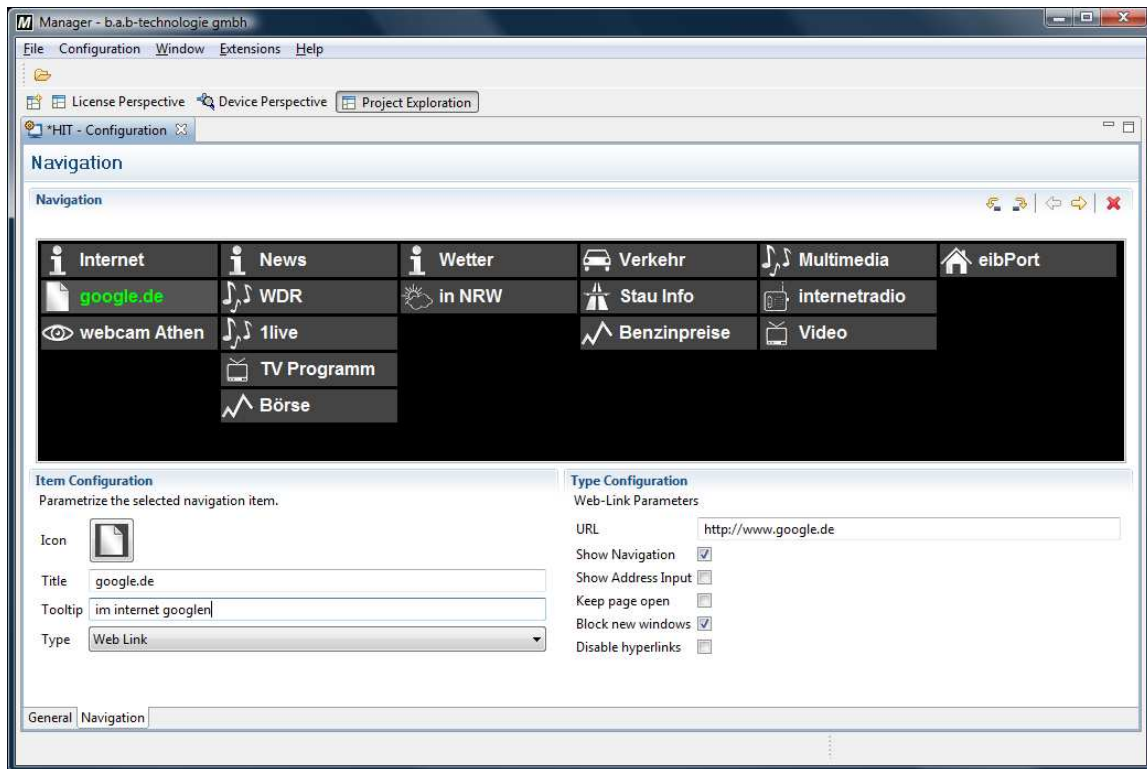 Manager - b.a.b-technologie gmbh
File Configuration Window Extensions Help
License Perspective Device Perspective Project Exploration
*HIT - Configuration
Navigation
Navigation
Internet News Wetter Verkehr Multimedia eibPort
google.de WDR in NRW Stau Info internetradio
webcam Athen 1live Benzinpreise Video
TV Programm
Börse
Item Configuration
Parametrize the selected navigation item.
Icon
Title google.de
Tooltip im internet googlen
Type Web Link
Type Configuration
Web-Link Parameters
URL http://www.google.de
Show Navigation
Show Address Input
Keep page open
Block new windows
Disable hyperlinks
General Navigation